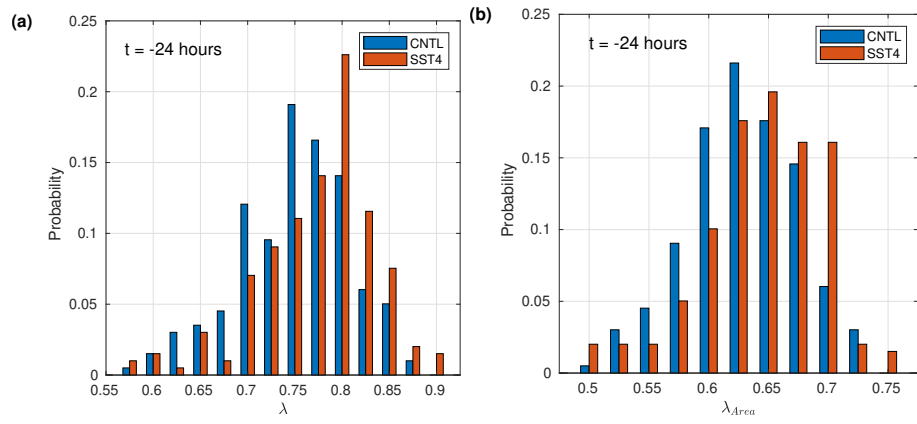 (a)
t = -24 hours
CNTL
SST4
Probability
0.25
0.2
0.15
0.1
0.05
0
0.55 0.6 0.65 0.7 0.75 0.8 0.85 0.9
λ
(b)
t = -24 hours
CNTL
SST4
Probability
0.25
0.2
0.15
0.1
0.05
0
0.5 0.55 0.6 0.65 0.7 0.75
λ_Area